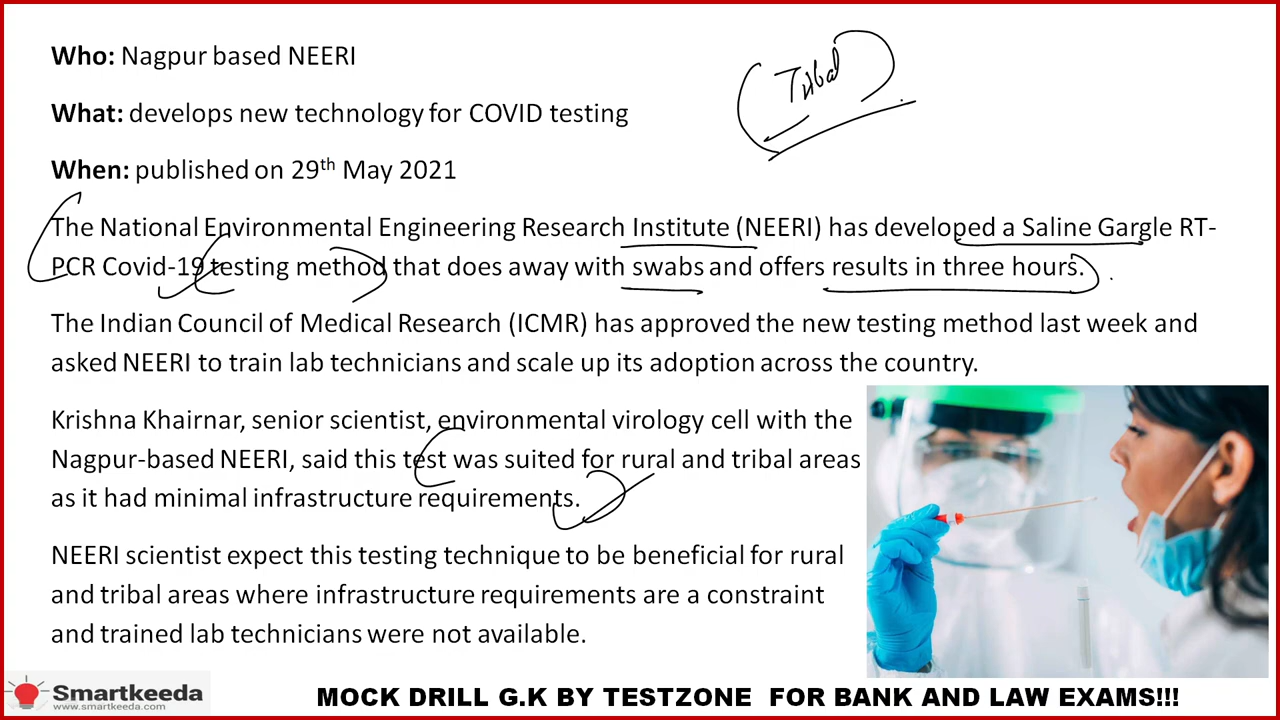 Who: Nagpur based NEERI
Tribal
What: develops new technology for COVID testing
When: published on 29th May 2021
The National Environmental Engineering Research Institute (NEERI) has developed a Saline Gargle RT-
PCR Covid-19 testing method that does away with swabs and offers results in three hours.
The Indian Council of Medical Research (ICMR) has approved the new testing method last week and
asked NEERI to train lab technicians and scale up its adoption across the country.
Krishna Khairnar, senior scientist, environmental virology cell with the
Nagpur-based NEERI, said this test was suited for rural and tribal areas
as it had minimal infrastructure requirements.
NEERI scientist expect this testing technique to be beneficial for rural
and tribal areas where infrastructure requirements are a constraint
and trained lab technicians were not available.
Smartkeeda
www.smartkeeda.com
MOCK DRILL G.K BY TESTZONE FOR BANK AND LAW EXAMS!!!